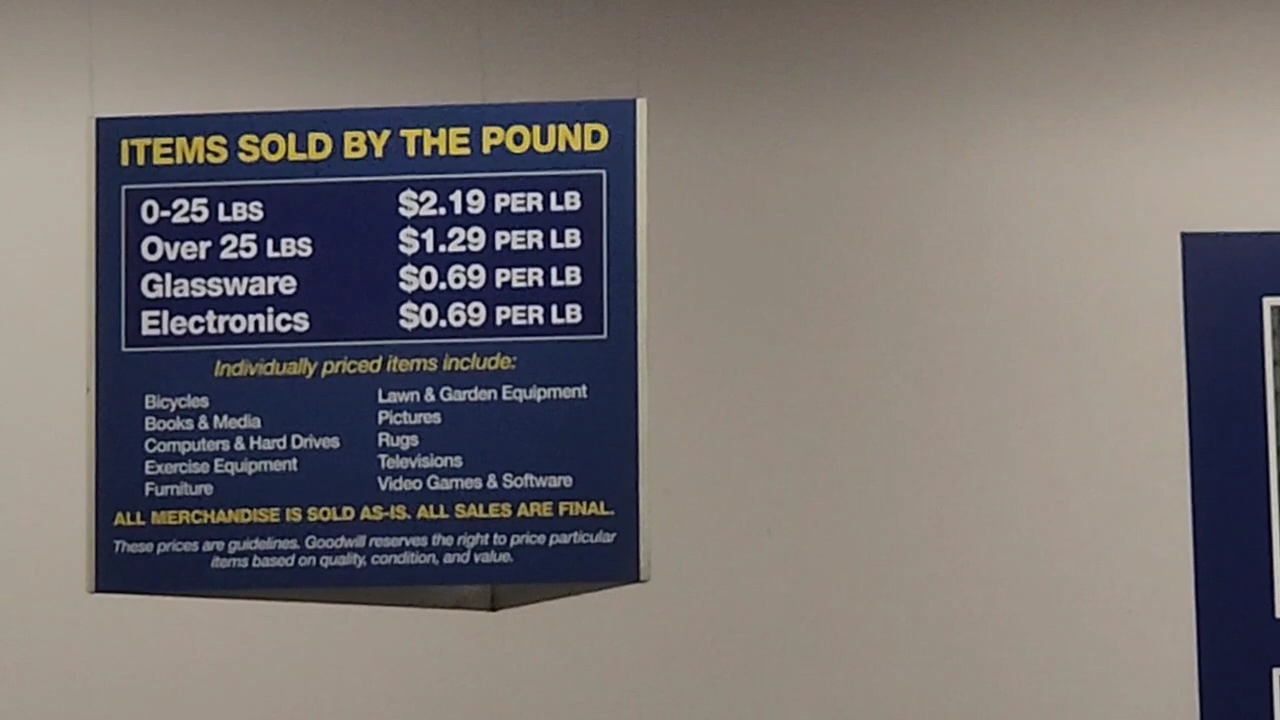 ITEMS SOLD BY THE POUND
0-25 LBS $2.19 PER LB
Over 25 LBS $1.29 PER LB
Glassware $0.69 PER LB
Electronics $0.69 PER LB
Individually priced items include:
Bicycles
Books & Media
Computers & Hard Drives
Exercise Equipment
Furniture
Lawn & Garden Equipment
Pictures
Rugs
Televisions
Video Games & Software
ALL MERCHANDISE IS SOLD AS-IS. ALL SALES ARE FINAL.
These prices are guidelines. Goodwill reserves the right to price particular
items based on quality, condition, and value.